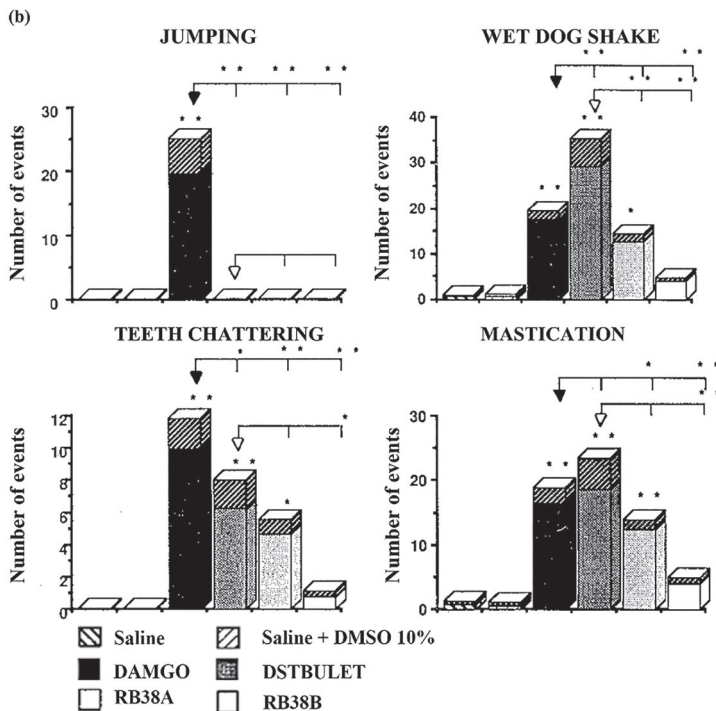 (b)
JUMPING
* * * * * *
* *
Number of events
30
20
10
0
WET DOG SHAKE
* * * *
* * * *
* *
* *
*
Number of events
40
30
20
10
0
TEETH CHATTERING
* * * * *
* *
*
* *
*
Number of events
12
10
8
6
4
2
0
MASTICATION
* * *
* *
* *
* *
* *
Number of events
30
20
10
0
Saline
Saline + DMSO 10%
DAMGO
DSTBULET
RB38A
RB38B